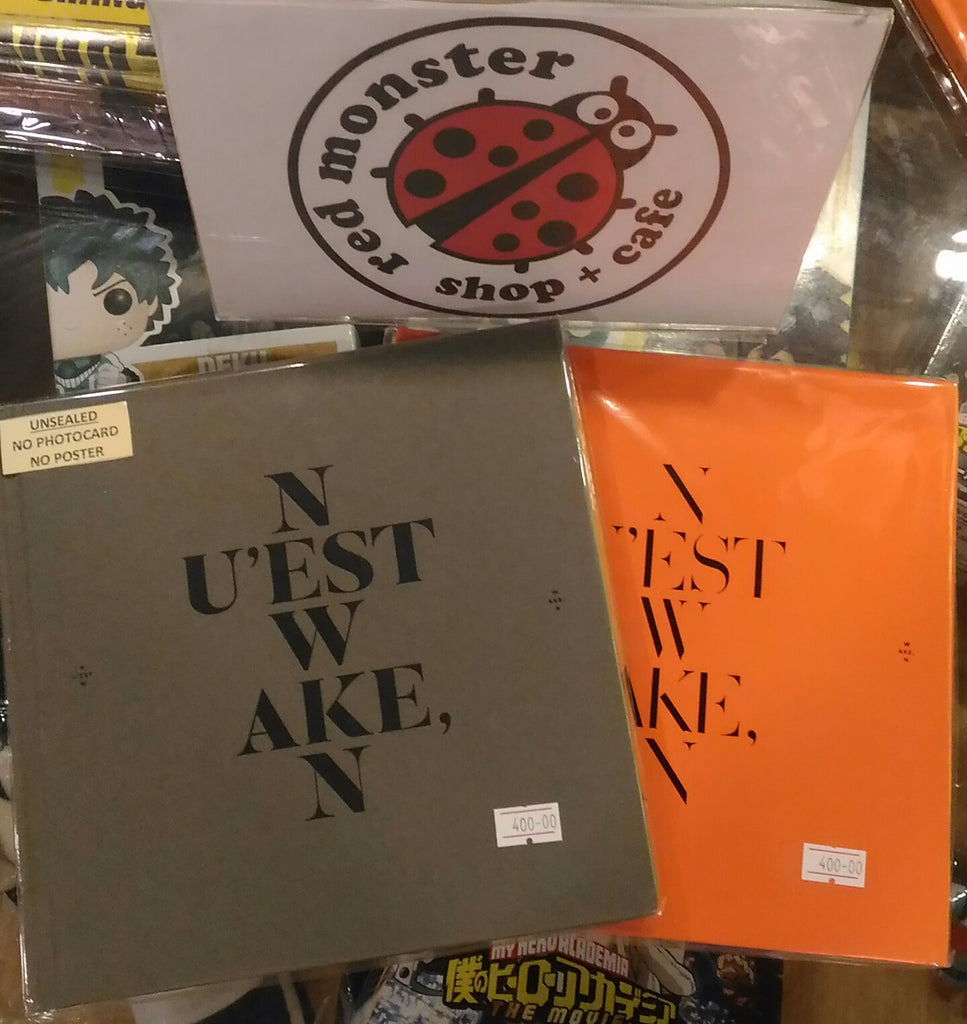 red monster
shop + cafe
DEKU
UNSEALED
NO PHOTOCARD
NO POSTER
N
U'EST
W
AKE,
N
400-00
'EST
W
AKE,
N
W
AKE,
N
400-00
MY HERO ACADEMIA
僕のヒーローアカデミア
THE MOVIE